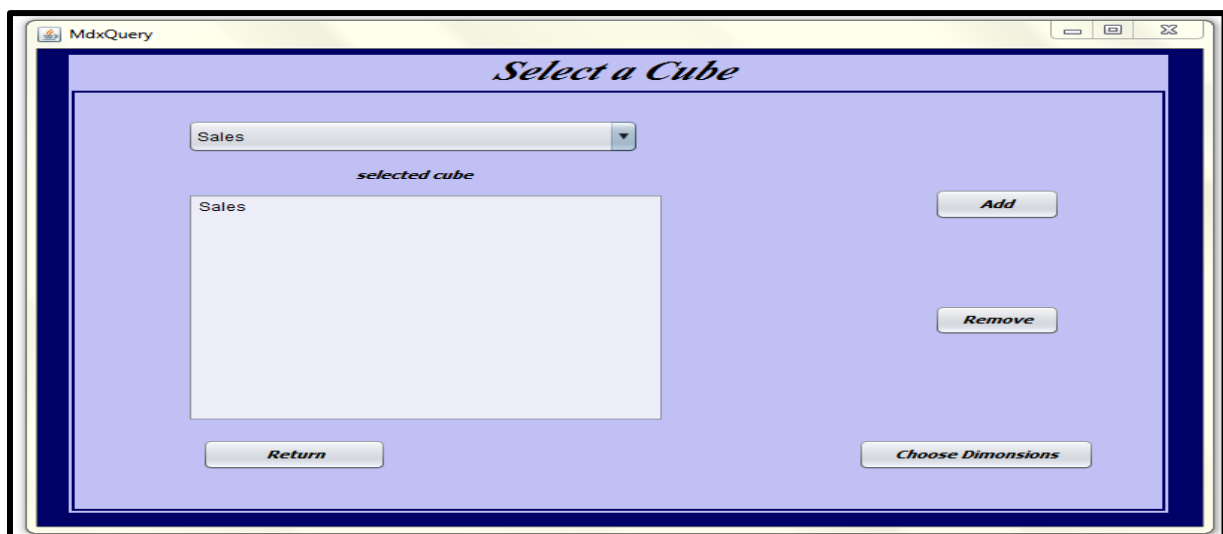 MdxQuery
Select a Cube
Sales
selected cube
Sales
Add
Remove
Return
Choose Dimonsions